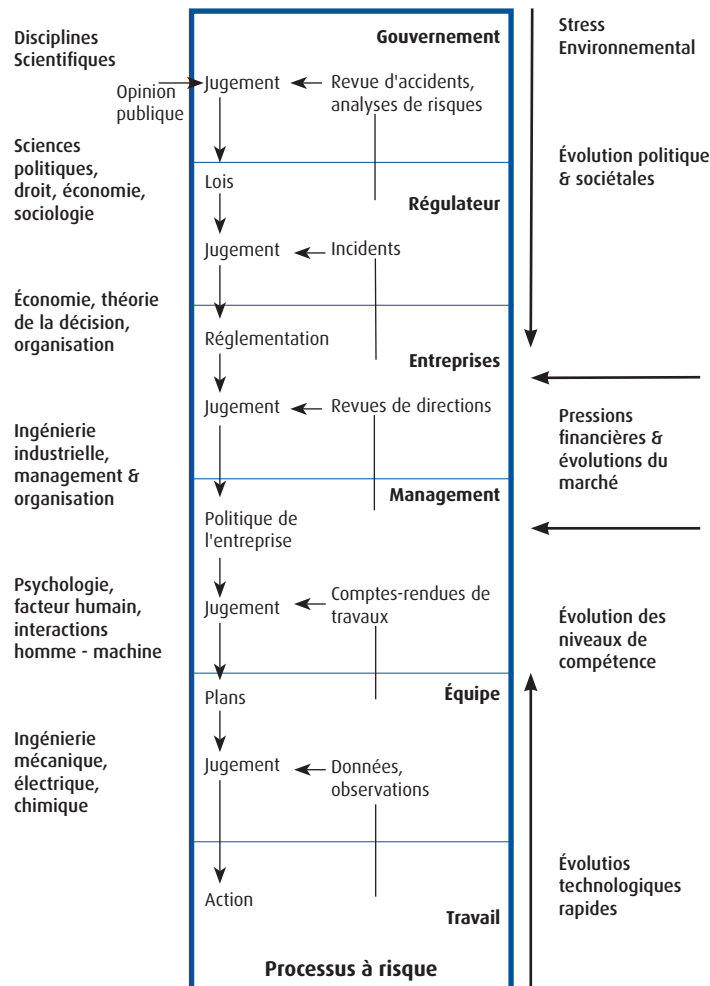 Disciplines
Scientifiques
Gouvernement
Stress
Environnemental
Opinion
publique
Jugement
Revue d'accidents,
analyses de risques
Sciences
politiques,
droit, économie,
sociologie
Évolution politique
& sociétales
Lois
Régulateur
Jugement
Incidents
Économie, théorie
de la décision,
organisation
Réglementation
Entreprises
Jugement
Revues de directions
Pressions
financières &
évolutions du
marché
Ingénierie
industrielle,
management &
organisation
Management
Politique de
l'entreprise
Psychologie,
facteur humain,
interactions
homme - machine
Jugement
Comptes-rendues de
travaux
Évolution des
niveaux de
compétence
Plans
Équipe
Ingénierie
mécanique,
électrique,
chimique
Jugement
Données,
observations
Évolutios
technologiques
rapides
Action
Travail
Processus à risque